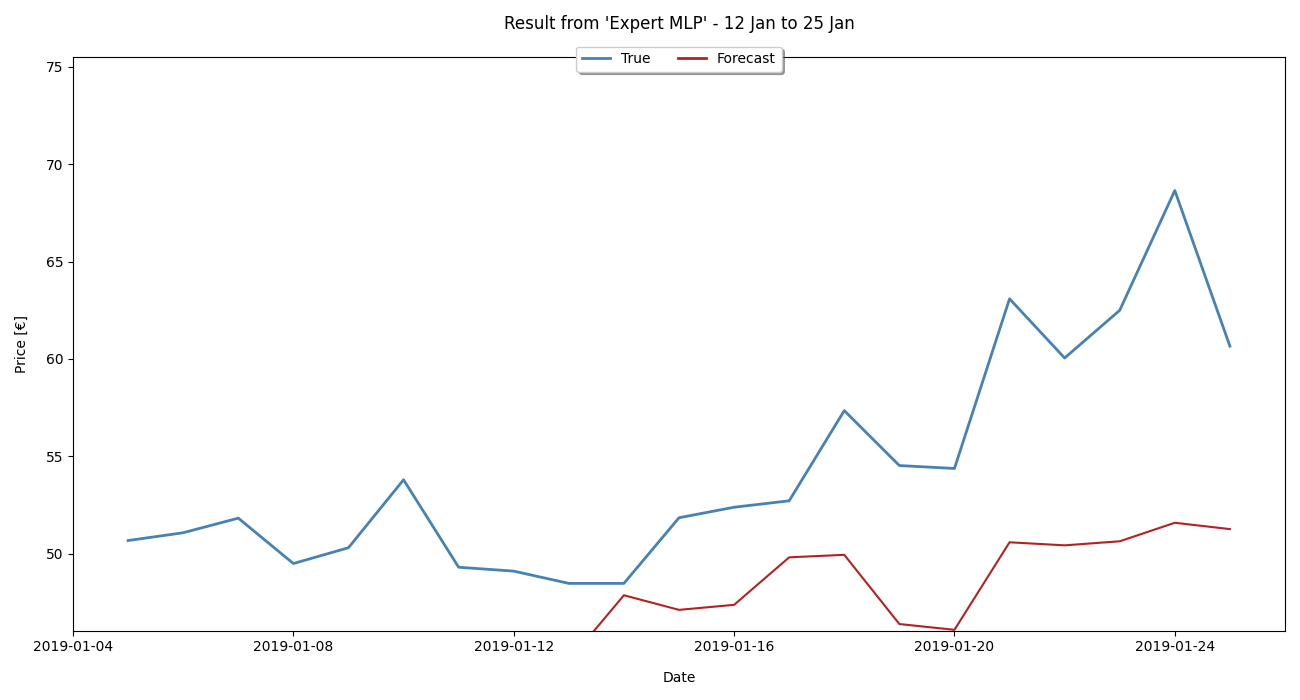 Result from 'Expert MLP' - 12 Jan to 25 Jan
True Forecast
75
70
65
60
55
50
Price [€]
2019-01-04 2019-01-08 2019-01-12 2019-01-16 2019-01-20 2019-01-24
Date